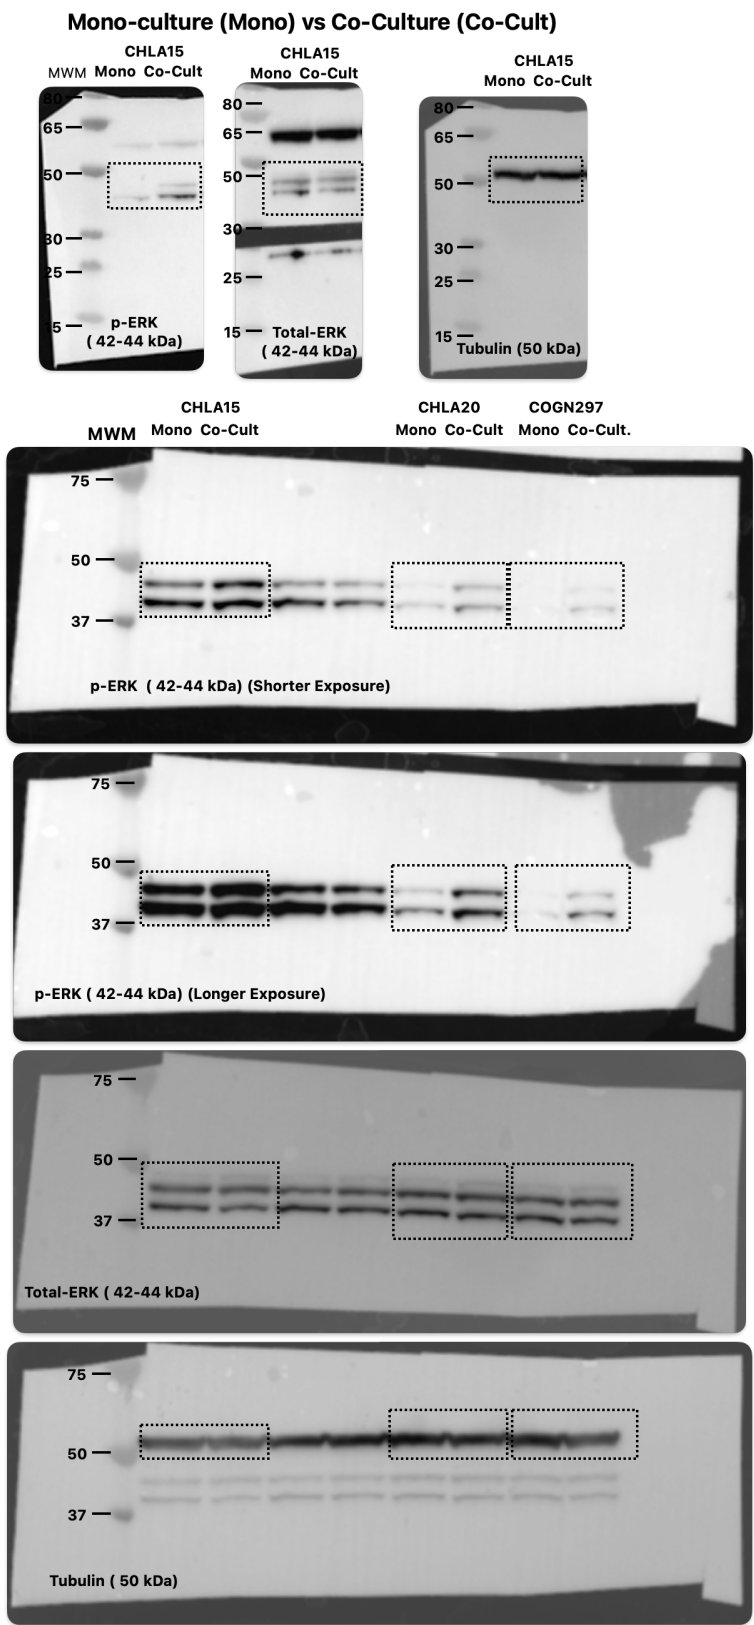 Mono-culture (Mono) vs Co-Culture (Co-Cult)
CHLA15
MWM Mono Co-Cult
80
65
50
30
25
15
p-ERK
( 42-44 kDa)
CHLA15
Mono Co-Cult
80
65
50
30
25
15
Total-ERK
( 42-44 kDa)
CHLA15
Mono Co-Cult
80
65
50
30
25
15
Tubulin (50 kDa)
CHLA15 CHLA20 COGN297
MWM Mono Co-Cult Mono Co-Cult Mono Co-Cult.
75
50
37
p-ERK ( 42-44 kDa) (Shorter Exposure)
75
50
37
p-ERK ( 42-44 kDa) (Longer Exposure)
75
50
37
Total-ERK ( 42-44 kDa)
75
50
37
Tubulin ( 50 kDa)